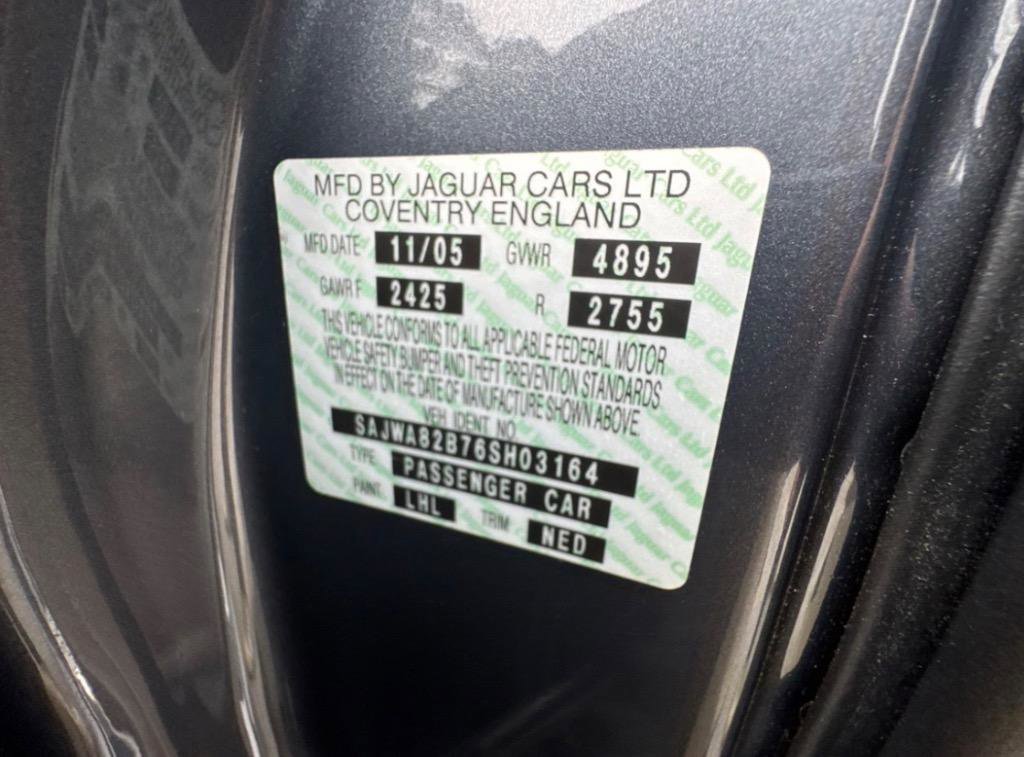 MFD BY JAGUAR CARS LTD
COVENTRY ENGLAND
MFD DATE 11/05 GVWR 4895
GAWR F 2425 R 2755
THIS VEHICLE CONFORMS TO ALL APPLICABLE FEDERAL MOTOR
VEHICLE SAFETY, BUMPER AND THEFT PREVENTION STANDARDS
IN EFFECT ON THE DATE OF MANUFACTURE SHOWN ABOVE.
VEH. IDENT. NO.
SAJWA82B76SH03164
TYPE PASSENGER CAR
PAINT LHL TRIM NED